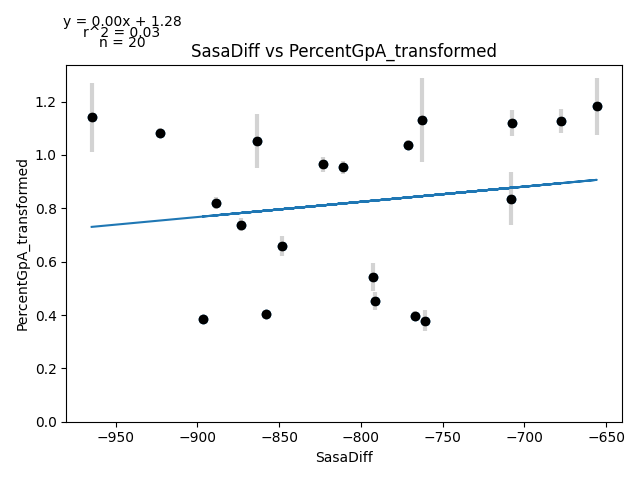 y = 0.00x + 1.28
r^2 = 0.03
n = 20
SasaDiff vs PercentGpA_transformed
1.2
1.0
0.8
0.6
0.4
0.2
0.0
PercentGpA_transformed
−950 −900 −850 −800 −750 −700 −650
SasaDiff